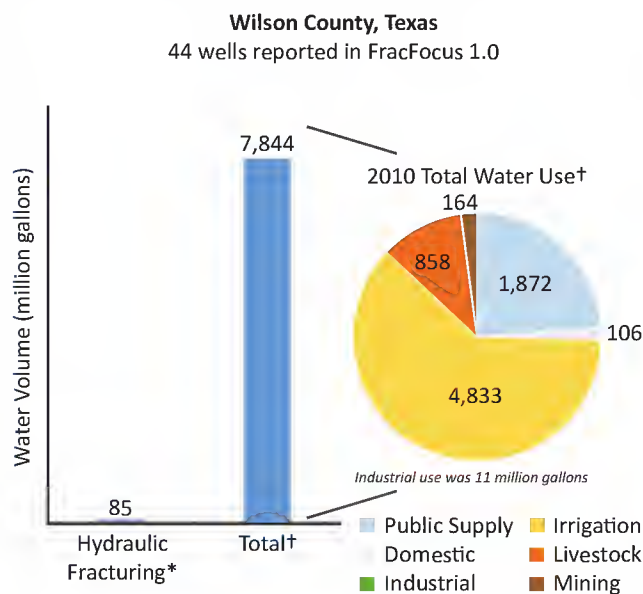 Wilson County, Texas
44 wells reported in FracFocus 1.0
Water Volume (million gallons)
7,844
85
Hydraulic
Fracturing*
Total†
2010 Total Water Use†
164
858
1,872
106
4,833
Industrial use was 11 million gallons
Public Supply
Irrigation
Domestic
Livestock
Industrial
Mining